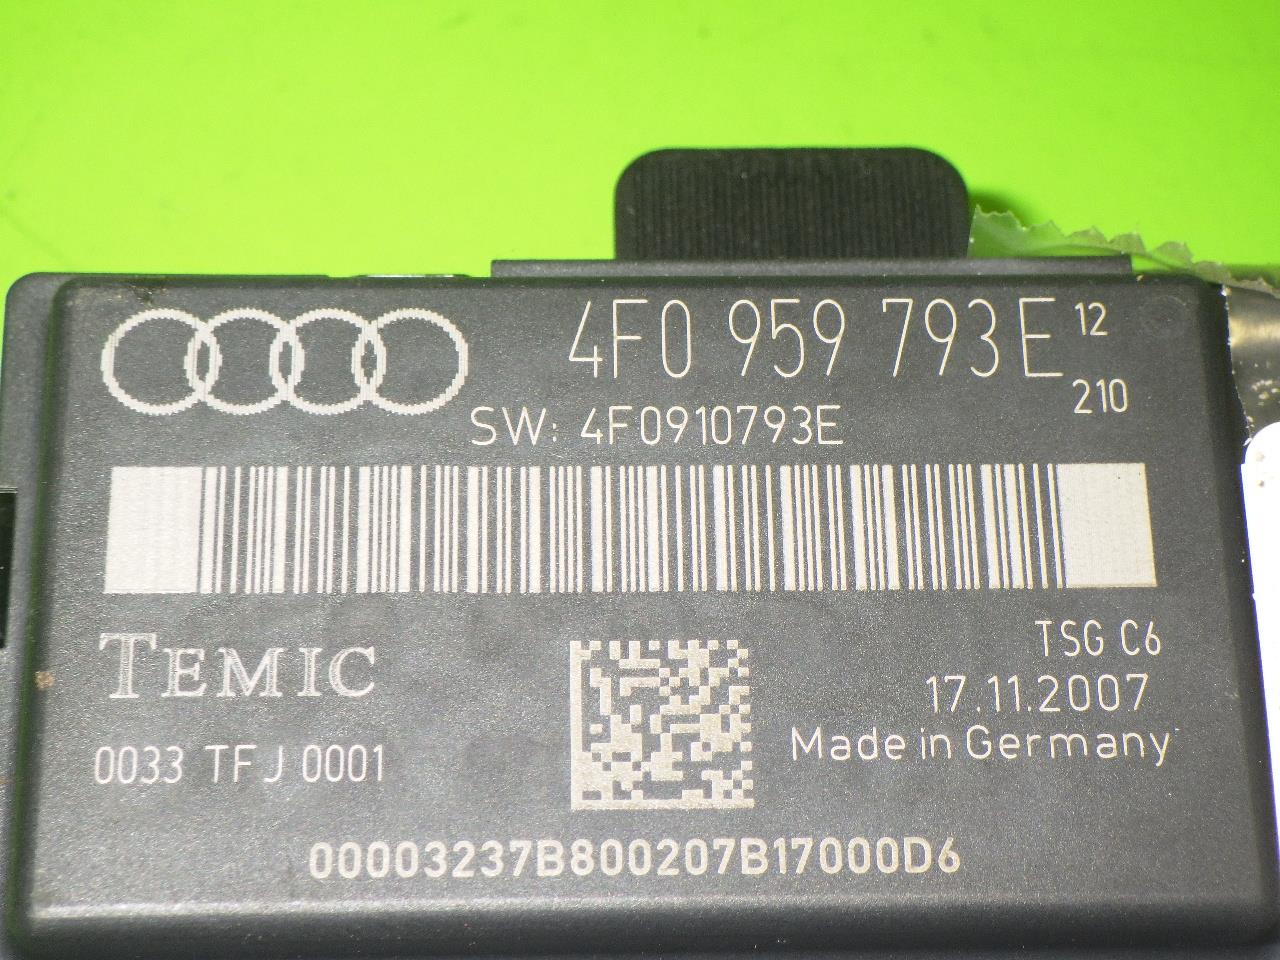 4F0 959 793E 12
210
SW: 4F0910793E
TEMIC
TSG C6
17.11.2007
Made in Germany
0033 TFJ 0001
00003237B800207B17000D6